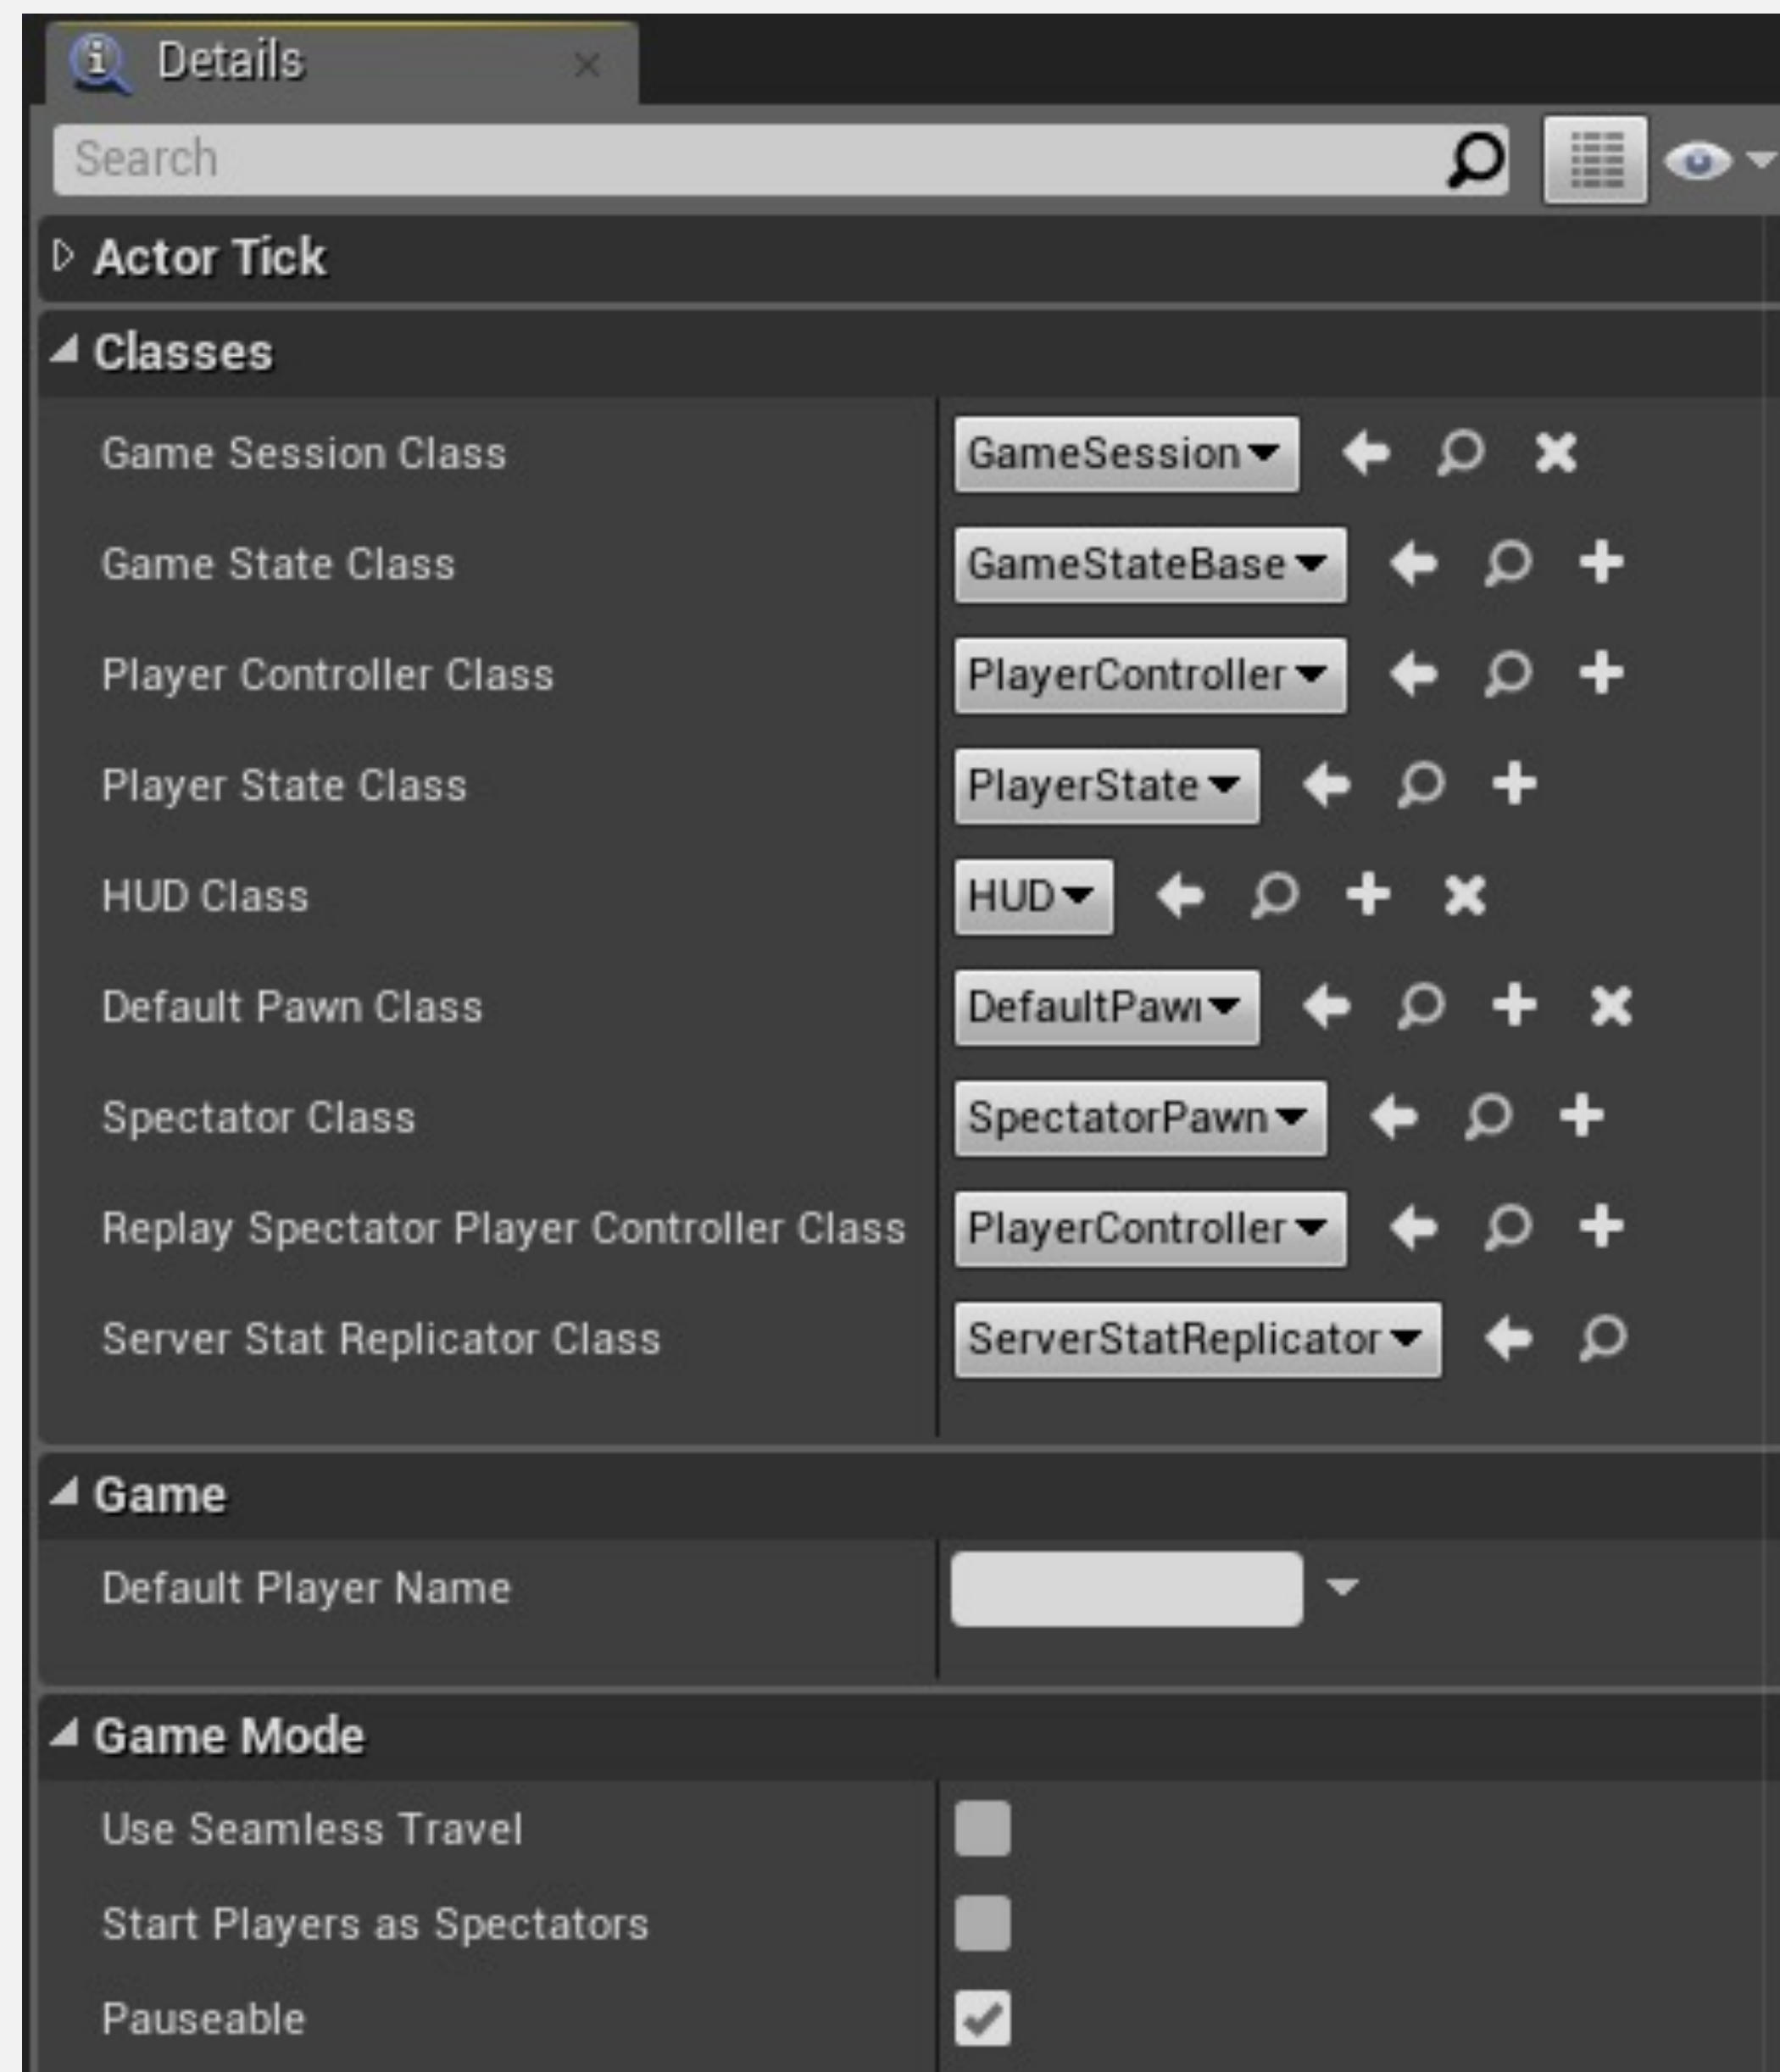 Details
Search
Actor Tick
Classes
Game Session Class GameSession
Game State Class GameStateBase
Player Controller Class PlayerController
Player State Class PlayerState
HUD Class HUD
Default Pawn Class DefaultPawn
Spectator Class SpectatorPawn
Replay Spectator Player Controller Class PlayerController
Server Stat Replicator Class ServerStatReplicator
Game
Default Player Name
Game Mode
Use Seamless Travel
Start Players as Spectators
Pauseable